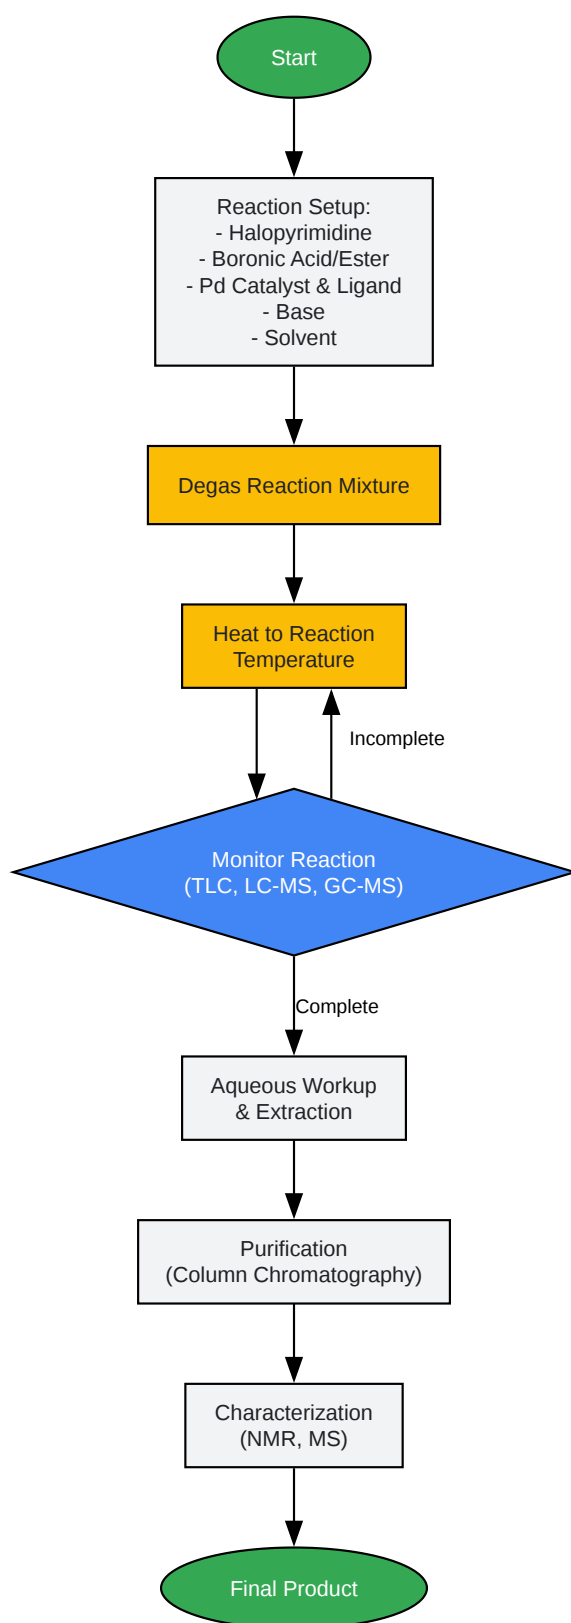 Start
Reaction Setup:
- Halopyrimidine
- Boronic Acid/Ester
- Pd Catalyst & Ligand
- Base
- Solvent
Degas Reaction Mixture
Heat to Reaction
Temperature
Incomplete
Monitor Reaction
(TLC, LC-MS, GC-MS)
Complete
Aqueous Workup
& Extraction
Purification
(Column Chromatography)
Characterization
(NMR, MS)
Final Product